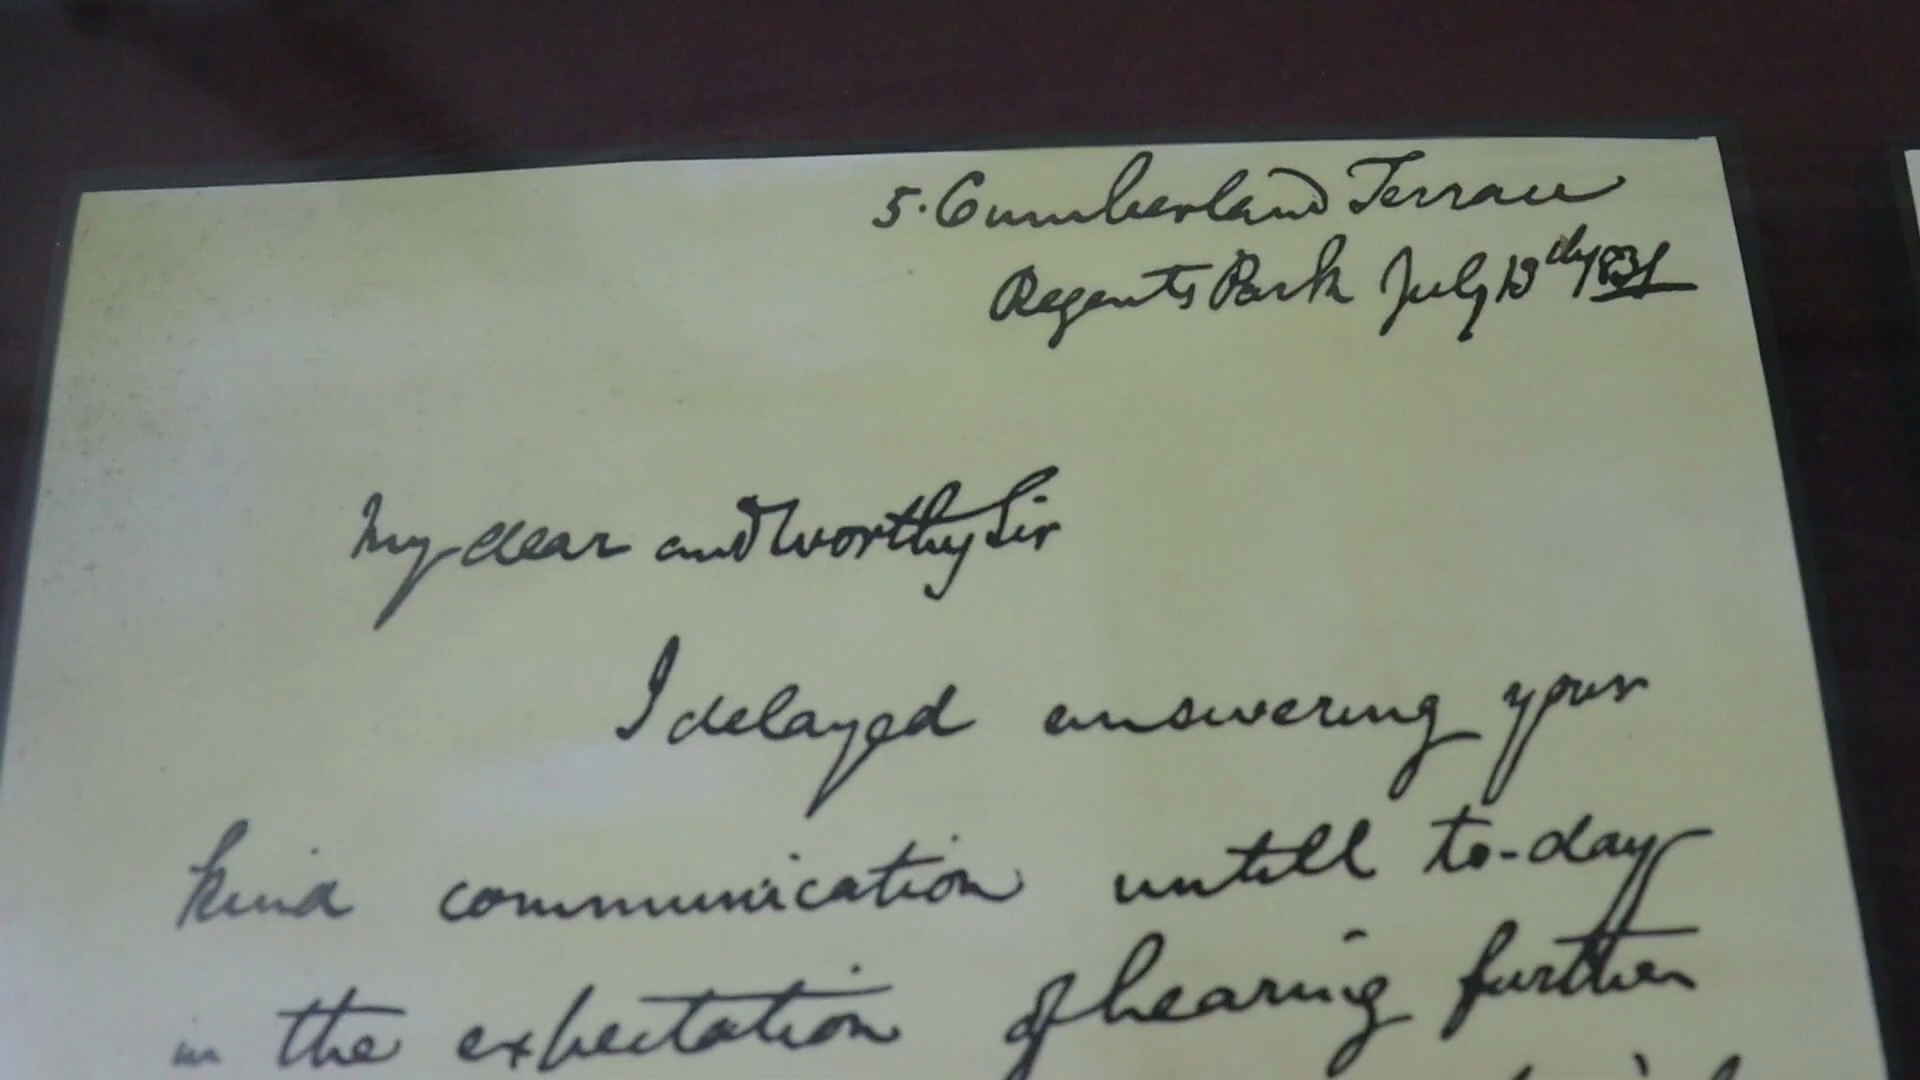 5. Cumberland Terrace
Regents Park July 13th 1831
My dear and worthy Sir
I delayed answering your
kind communication untill to-day
in the expectation of hearing further